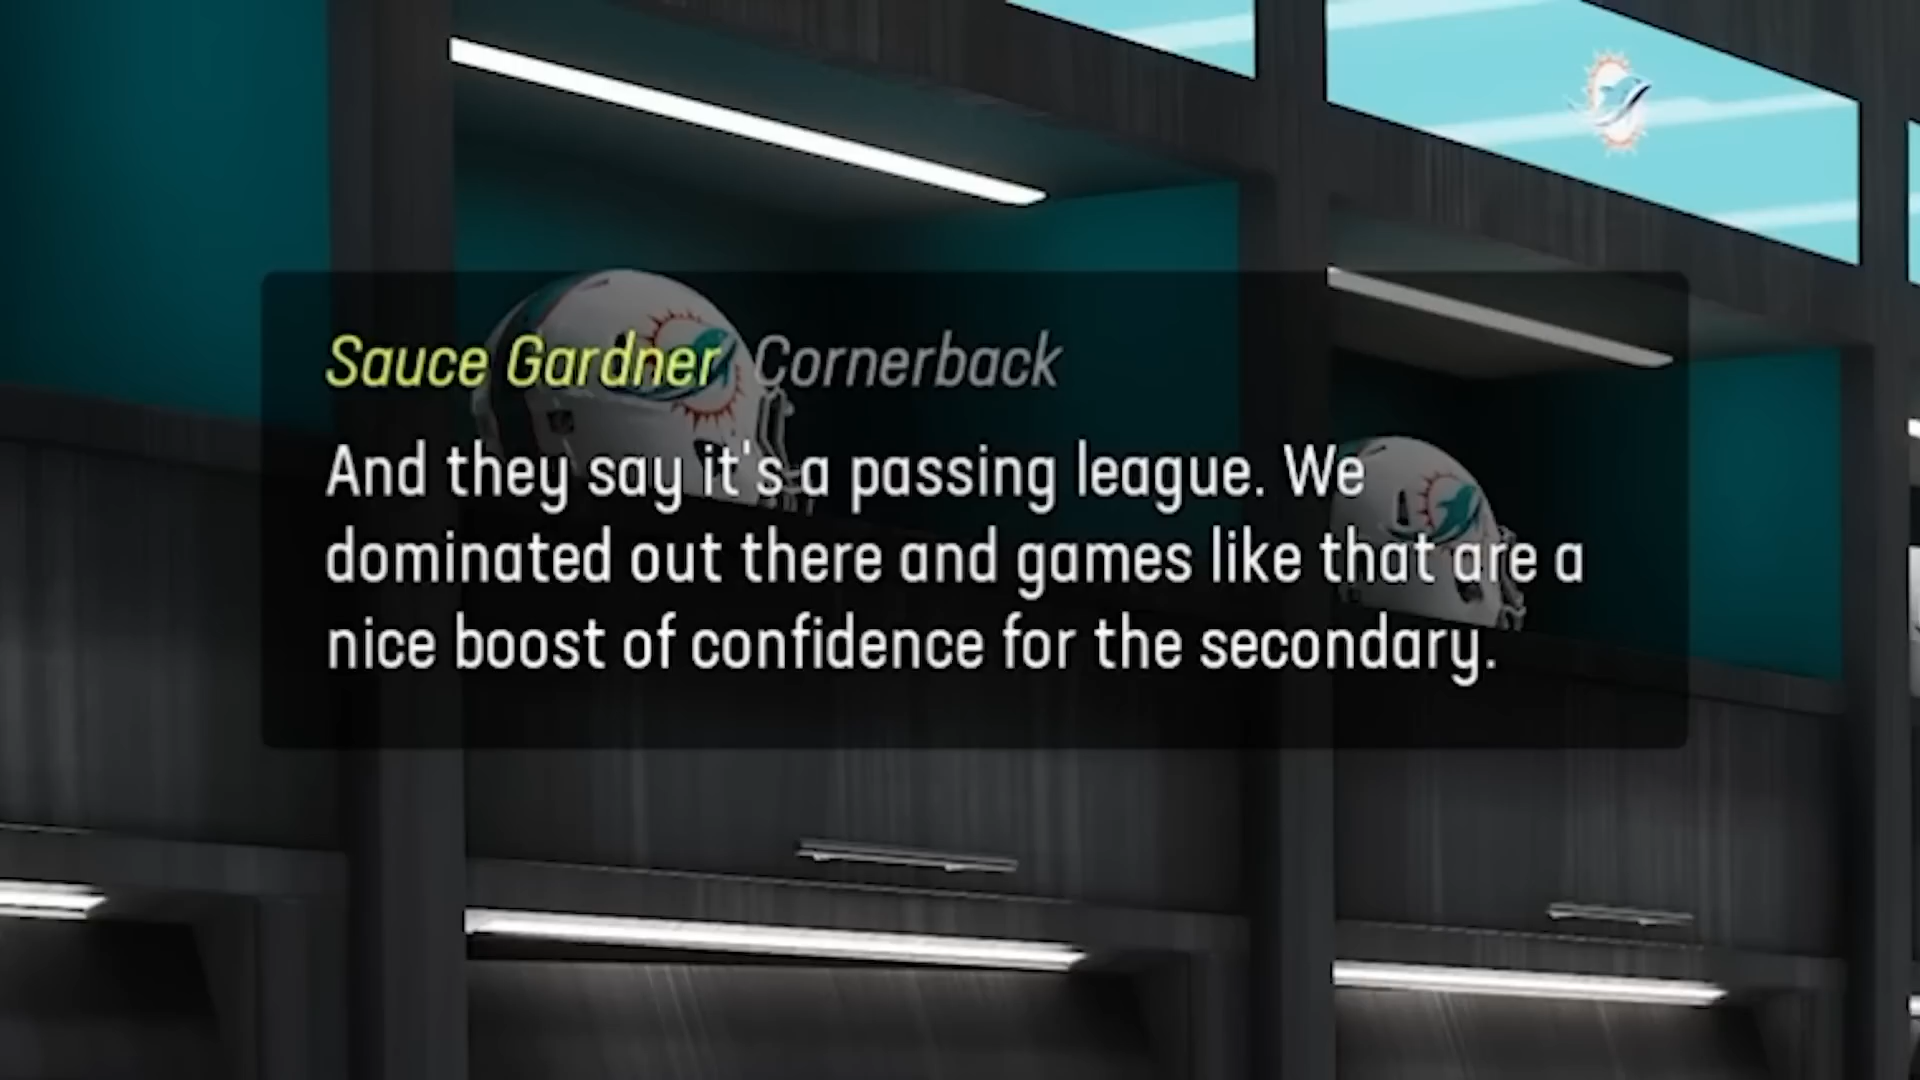 Sauce Gardner Cornerback
And they say it's a passing league. We
dominated out there and games like that are a
nice boost of confidence for the secondary.